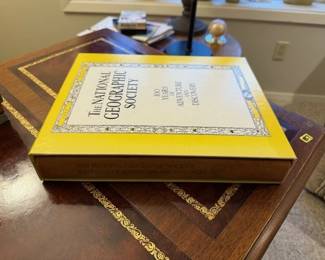 THE NATIONAL
GEOGRAPHIC
SOCIETY
100
YEARS
OF
ADVENTURE
AND
DISCOVERY